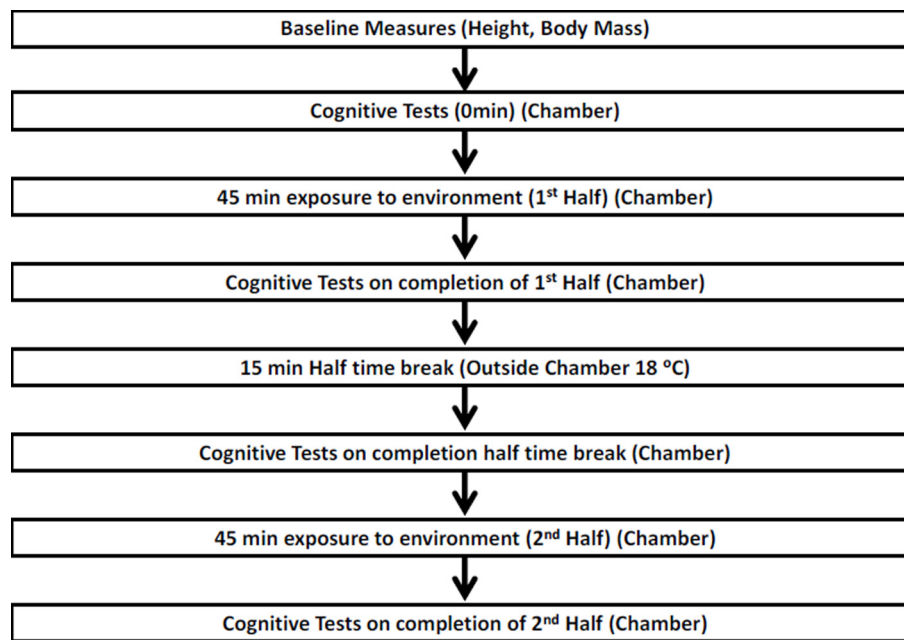 Baseline Measures (Height, Body Mass)
Cognitive Tests (0min) (Chamber)
45 min exposure to environment (1st Half) (Chamber)
Cognitive Tests on completion of 1st Half (Chamber)
15 min Half time break (Outside Chamber 18 °C)
Cognitive Tests on completion half time break (Chamber)
45 min exposure to environment (2nd Half) (Chamber)
Cognitive Tests on completion of 2nd Half (Chamber)